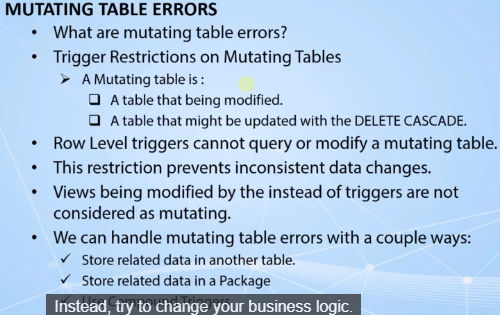 MUTATING TABLE ERRORS
• What are mutating table errors?
• Trigger Restrictions on Mutating Tables
➢ A Mutating table is :
❑ A table that being modified.
❑ A table that might be updated with the DELETE CASCADE.
• Row Level triggers cannot query or modify a mutating table.
• This restriction prevents inconsistent data changes.
• Views being modified by the instead of triggers are not
considered as mutating.
• We can handle mutating table errors with a couple ways:
✓ Store related data in another table.
✓ Store related data in a Package
✓ Use Compound Triggers
Instead, try to change your business logic.